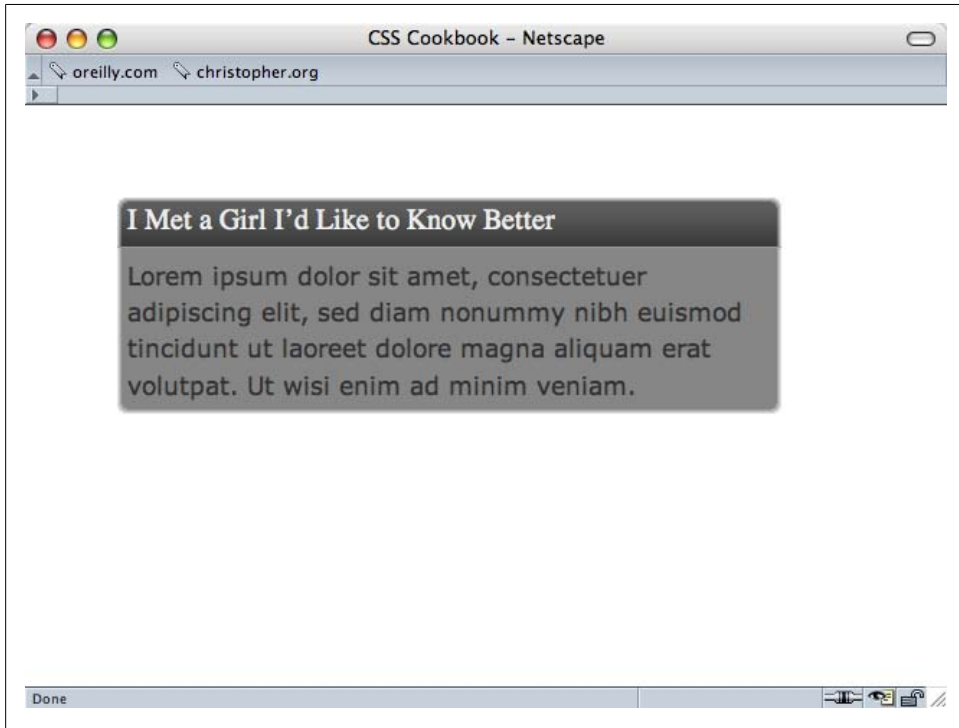 CSS Cookbook – Netscape
oreilly.com christopher.org
I Met a Girl I’d Like to Know Better
Lorem ipsum dolor sit amet, consectetuer
adipiscing elit, sed diam nonummy nibh euismod
tincidunt ut laoreet dolore magna aliquam erat
volutpat. Ut wisi enim ad minim veniam.
Done